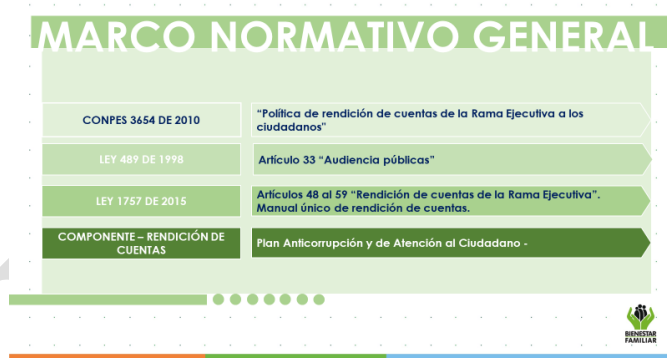 MARCO NORMATIVO GENERAL
CONPES 3654 DE 2010
“Política de rendición de cuentas de la Rama Ejecutiva a los
ciudadanos”
LEY 489 DE 1998
Artículo 33 “Audiencia públicas”
LEY 1757 DE 2015
Artículos 48 al 59 “Rendición de cuentas de la Rama Ejecutiva”.
Manual único de rendición de cuentas.
COMPONENTE – RENDICIÓN DE
CUENTAS
Plan Anticorrupción y de Atención al Ciudadano -
BIENESTAR
FAMILIAR